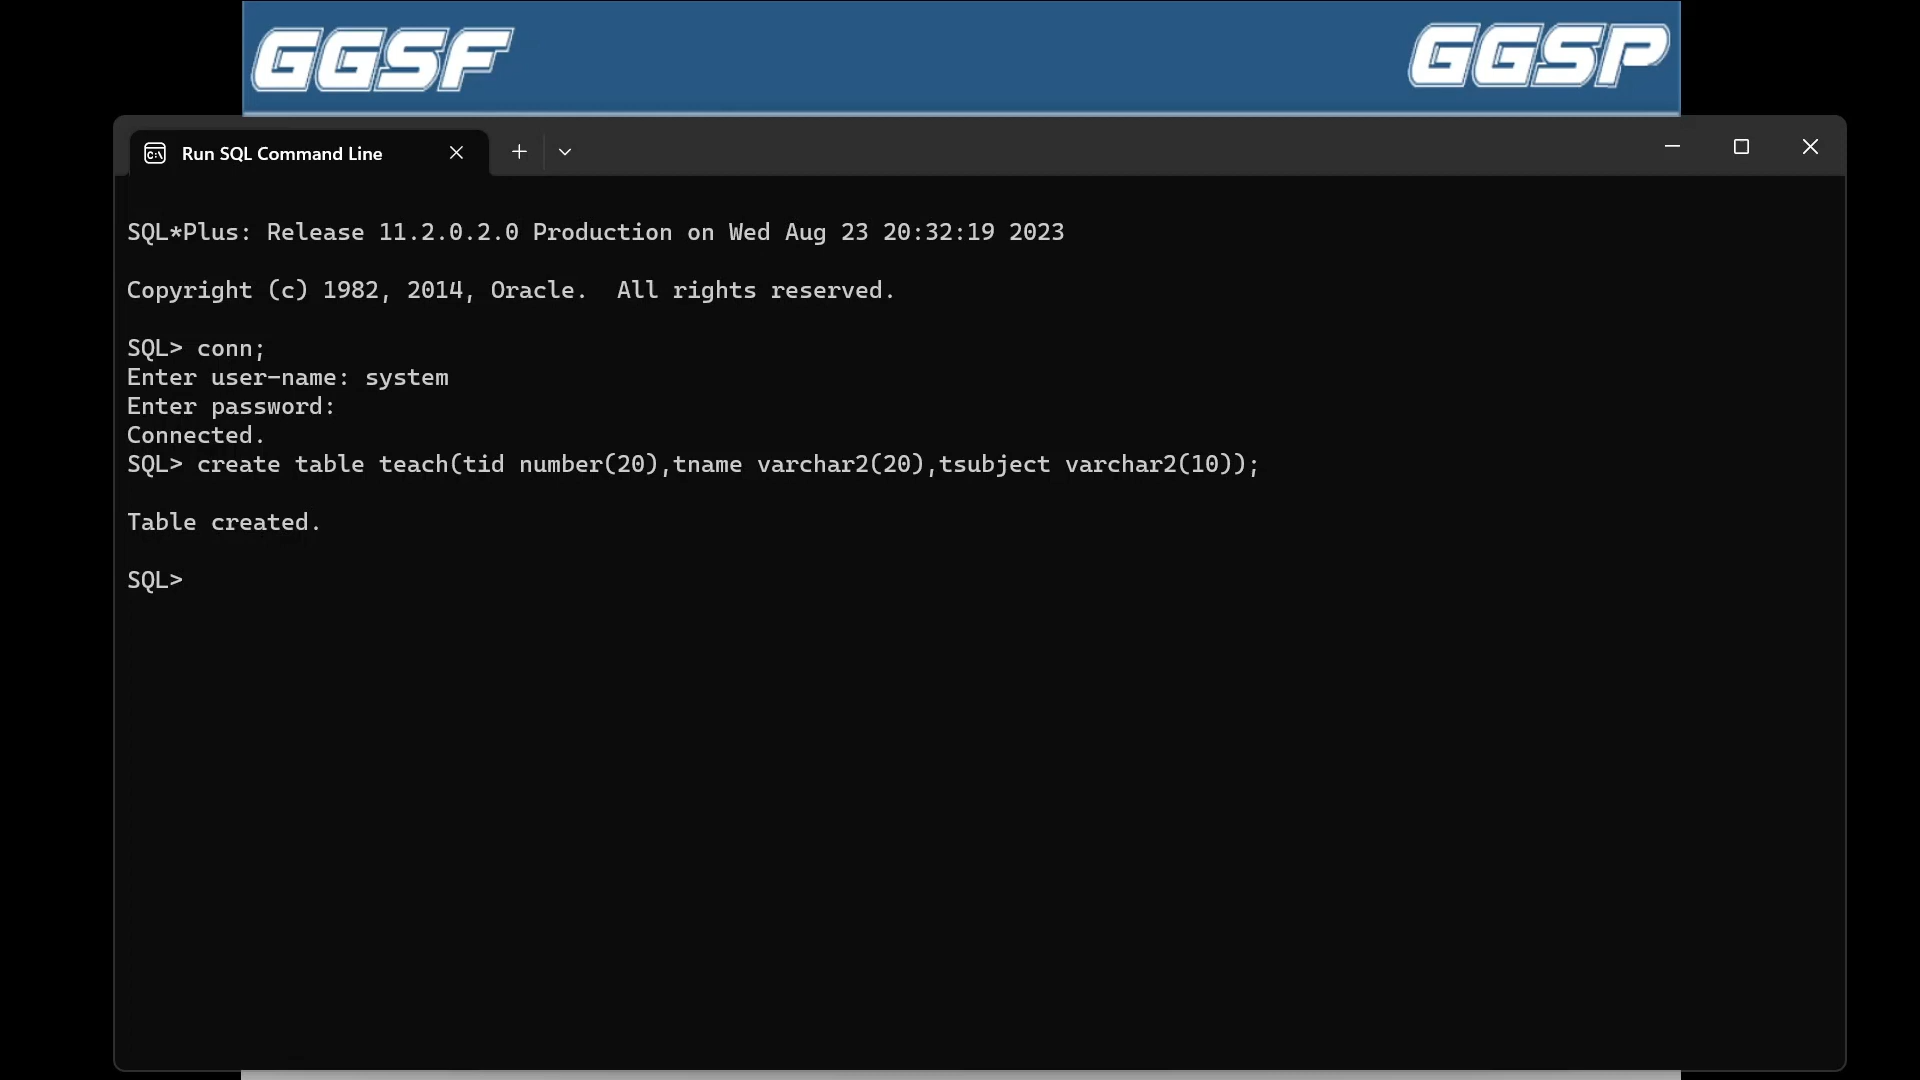 GGSF GGSP
Run SQL Command Line
SQL*Plus: Release 11.2.0.2.0 Production on Wed Aug 23 20:32:19 2023
Copyright (c) 1982, 2014, Oracle.  All rights reserved.
SQL> conn;
Enter user-name: system
Enter password:
Connected.
SQL> create table teach(tid number(20),tname varchar2(20),tsubject varchar2(10));
Table created.
SQL>